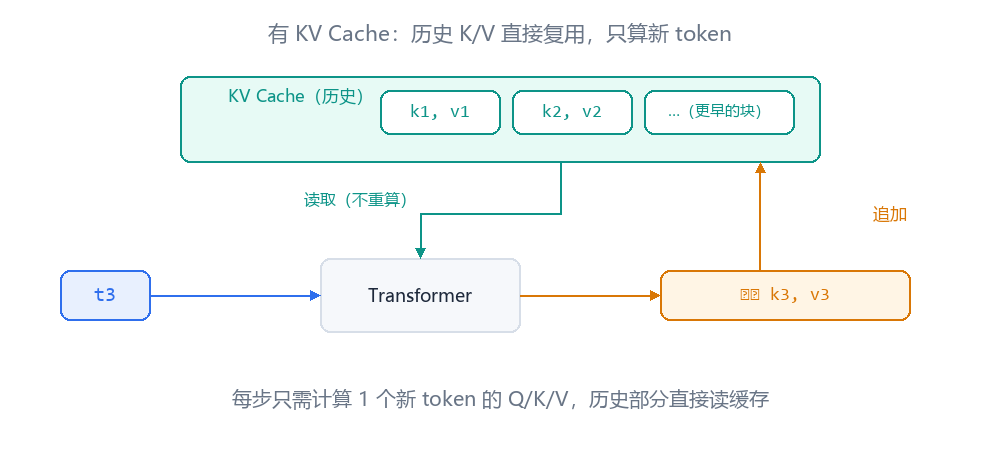 有 KV Cache：历史 K/V 直接复用，只算新 token
KV Cache（历史）
k1, v1
k2, v2
…（更早的块）
读取（不重算）
追加
t3
Transformer
k3, v3
每步只需计算 1 个新 token 的 Q/K/V，历史部分直接读缓存